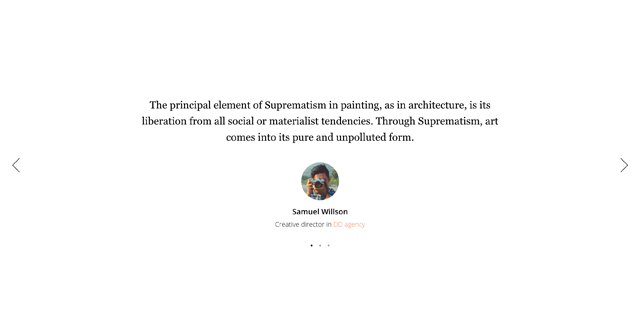 The principal element of Suprematism in painting, as in architecture, is its
liberation from all social or materialist tendencies. Through Suprematism, art
comes into its pure and unpolluted form.
Samuel Willson
Creative director in DD agency